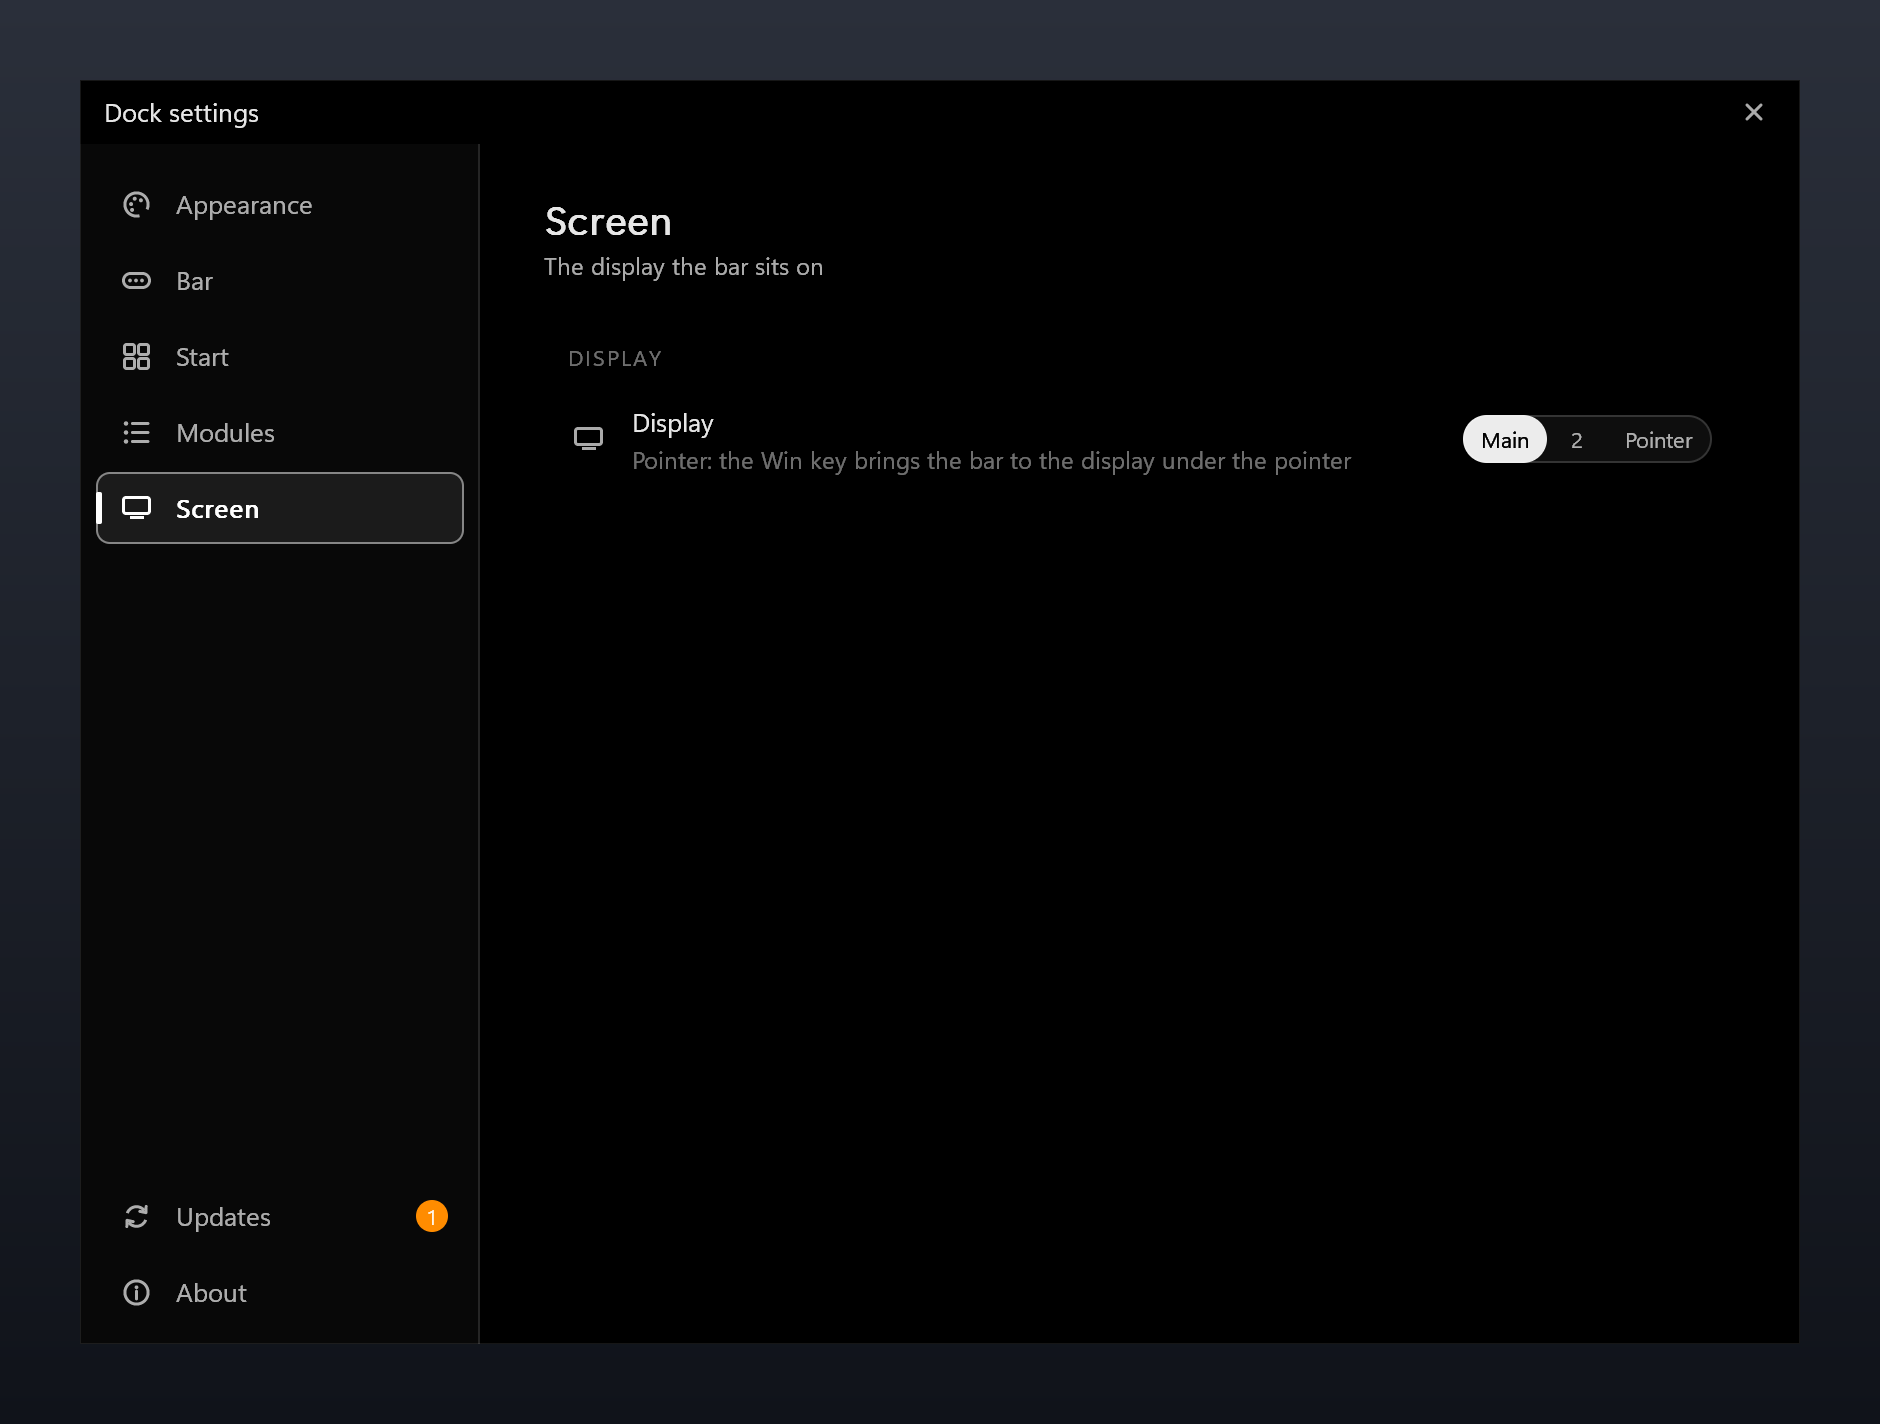 Dock settings
Appearance
Bar
Start
Modules
Screen
Updates
1
About
Screen
The display the bar sits on
DISPLAY
Display
Pointer: the Win key brings the bar to the display under the pointer
Main 2 Pointer